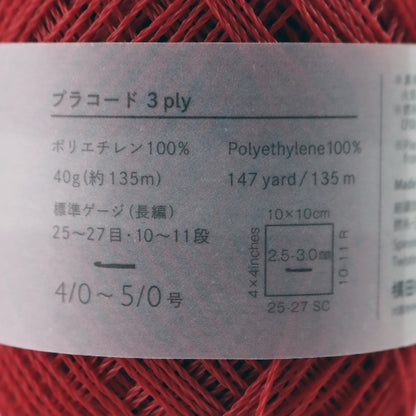 プラコード 3 ply
ポリエチレン100%
Polyethylene100%
40g(約135m)
147 yard / 135 m
標準ゲージ(長編)
25～27目・10～11段
4/0～5/0号
10×10cm
4×4inches
2.5-3.0mm
10-11 R
25-27 SC
Made